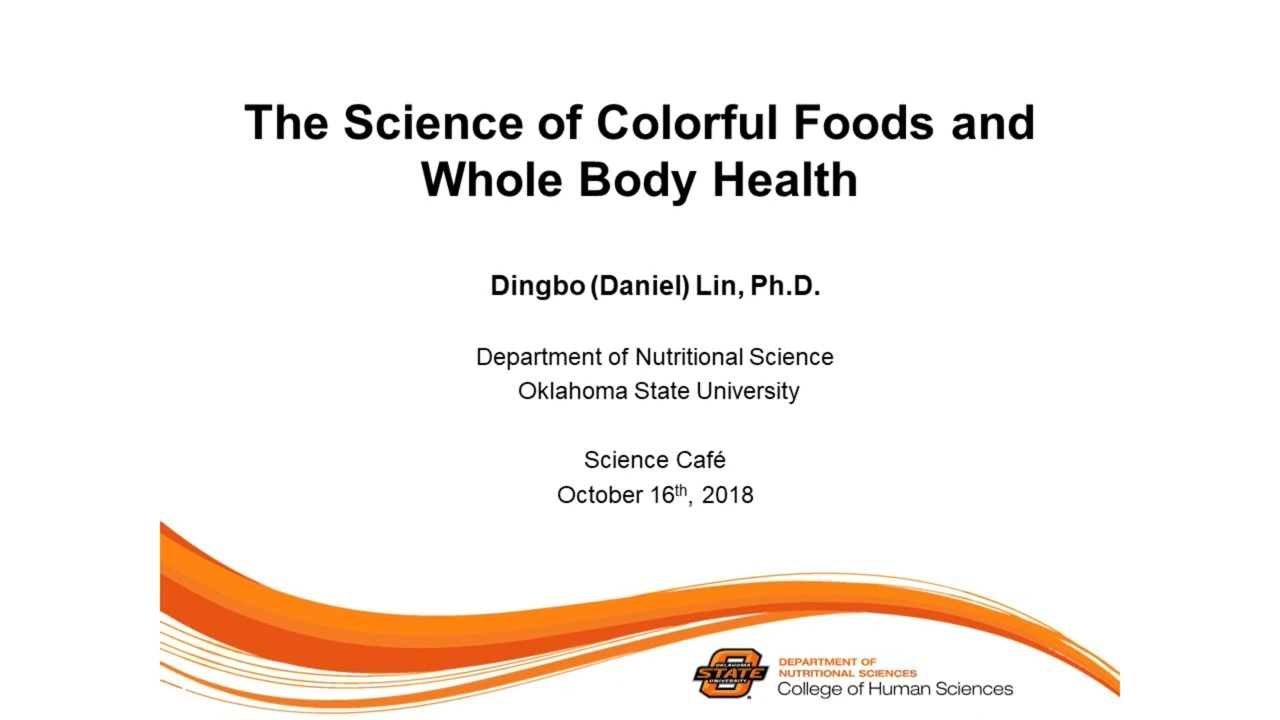 The Science of Colorful Foods and
Whole Body Health
Dingbo (Daniel) Lin, Ph.D.
Department of Nutritional Science
Oklahoma State University
Science Café
October 16th, 2018
OKLAHOMA
STATE
UNIVERSITY
DEPARTMENT OF
NUTRITIONAL SCIENCES
College of Human Sciences